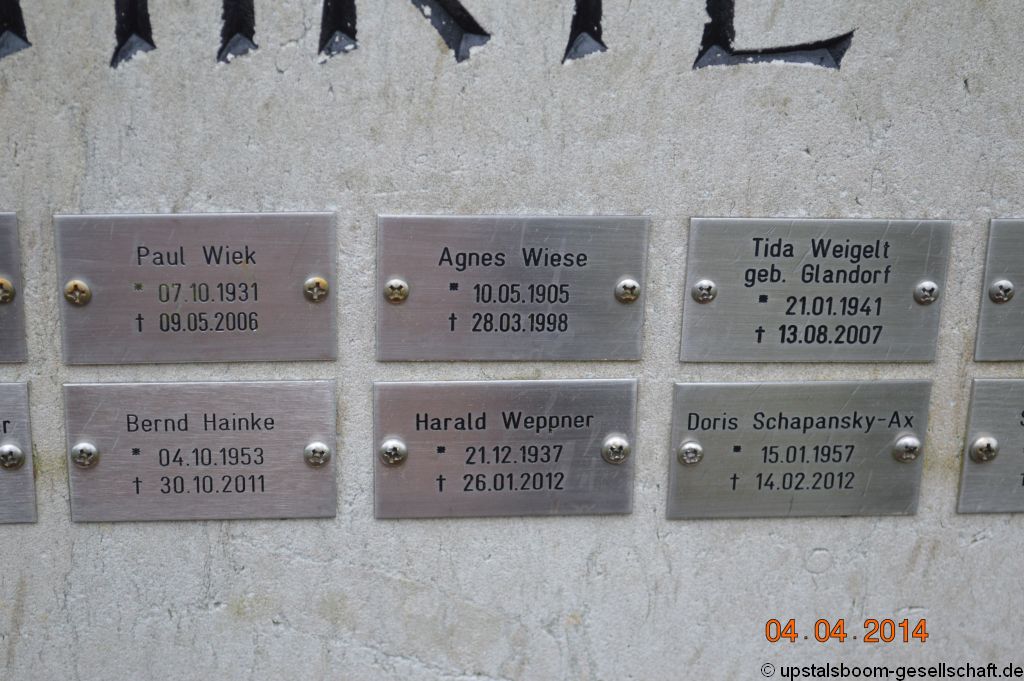 Paul Wiek
* 07.10.1931
† 09.05.2006
Agnes Wiese
* 10.05.1905
† 28.03.1998
Tida Weigelt
geb. Glandorf
* 21.01.1941
† 13.08.2007
Bernd Hainke
* 04.10.1953
† 30.10.2011
Harald Weppner
* 21.12.1937
† 26.01.2012
Doris Schapansky-Ax
* 15.01.1957
† 14.02.2012
04.04.2014
© upstalsboom-gesellschaft.de